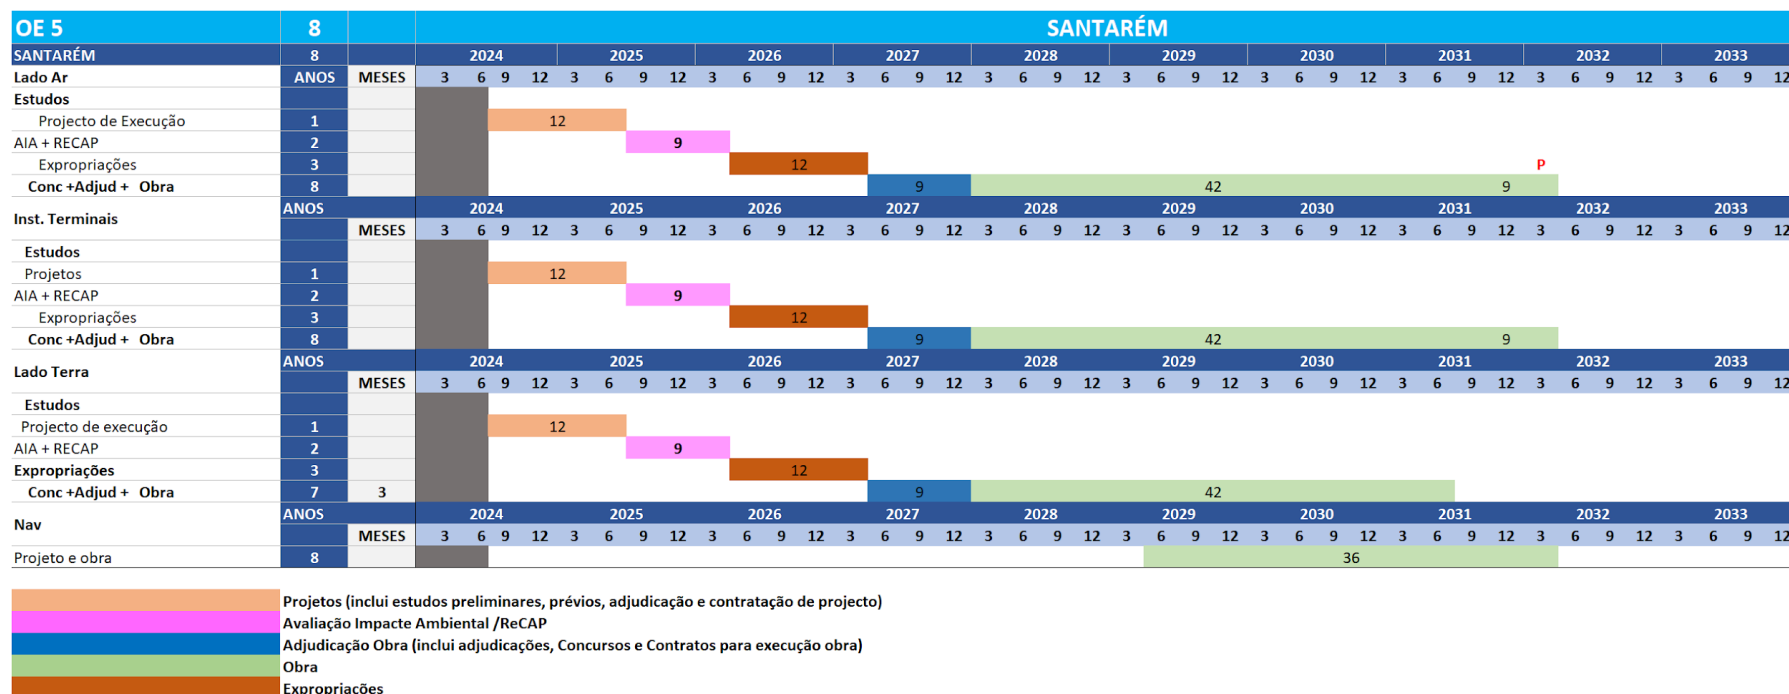 OE 5 8 SANTARÉM
SANTARÉM 8 2024 2025 2026 2027 2028 2029 2030 2031 2032 2033
Lado Ar ANOS MESES 3 6 9 12 3 6 9 12 3 6 9 12 3 6 9 12 3 6 9 12 3 6 9 12 3 6 9 12 3 6 9 12 3 6 9 12 3 6 9 12
Estudos
Projecto de Execução 1 12
AIA + RECAP 2 9
Expropriações 3 12 P
Conc +Adjud + Obra 8 9 42 9
Inst. Terminais ANOS 2024 2025 2026 2027 2028 2029 2030 2031 2032 2033
MESES 3 6 9 12 3 6 9 12 3 6 9 12 3 6 9 12 3 6 9 12 3 6 9 12 3 6 9 12 3 6 9 12 3 6 9 12 3 6 9 12
Estudos
Projetos 1 12
AIA + RECAP 2 9
Expropriações 3 12
Conc +Adjud + Obra 8 9 42 9
Lado Terra ANOS 2024 2025 2026 2027 2028 2029 2030 2031 2032 2033
MESES 3 6 9 12 3 6 9 12 3 6 9 12 3 6 9 12 3 6 9 12 3 6 9 12 3 6 9 12 3 6 9 12 3 6 9 12 3 6 9 12
Estudos
Projecto de execução 1 12
AIA + RECAP 2 9
Expropriações 3 12
Conc +Adjud + Obra 7 3 9 42
Nav ANOS 2024 2025 2026 2027 2028 2029 2030 2031 2032 2033
MESES 3 6 9 12 3 6 9 12 3 6 9 12 3 6 9 12 3 6 9 12 3 6 9 12 3 6 9 12 3 6 9 12 3 6 9 12 3 6 9 12
Projeto e obra 8 36
Projetos (inclui estudos preliminares, prévios, adjudicação e contratação de projecto)
Avaliação Impacte Ambiental /ReCAP
Adjudicação Obra (inclui adjudicações, Concursos e Contratos para execução obra)
Obra
Expropriações